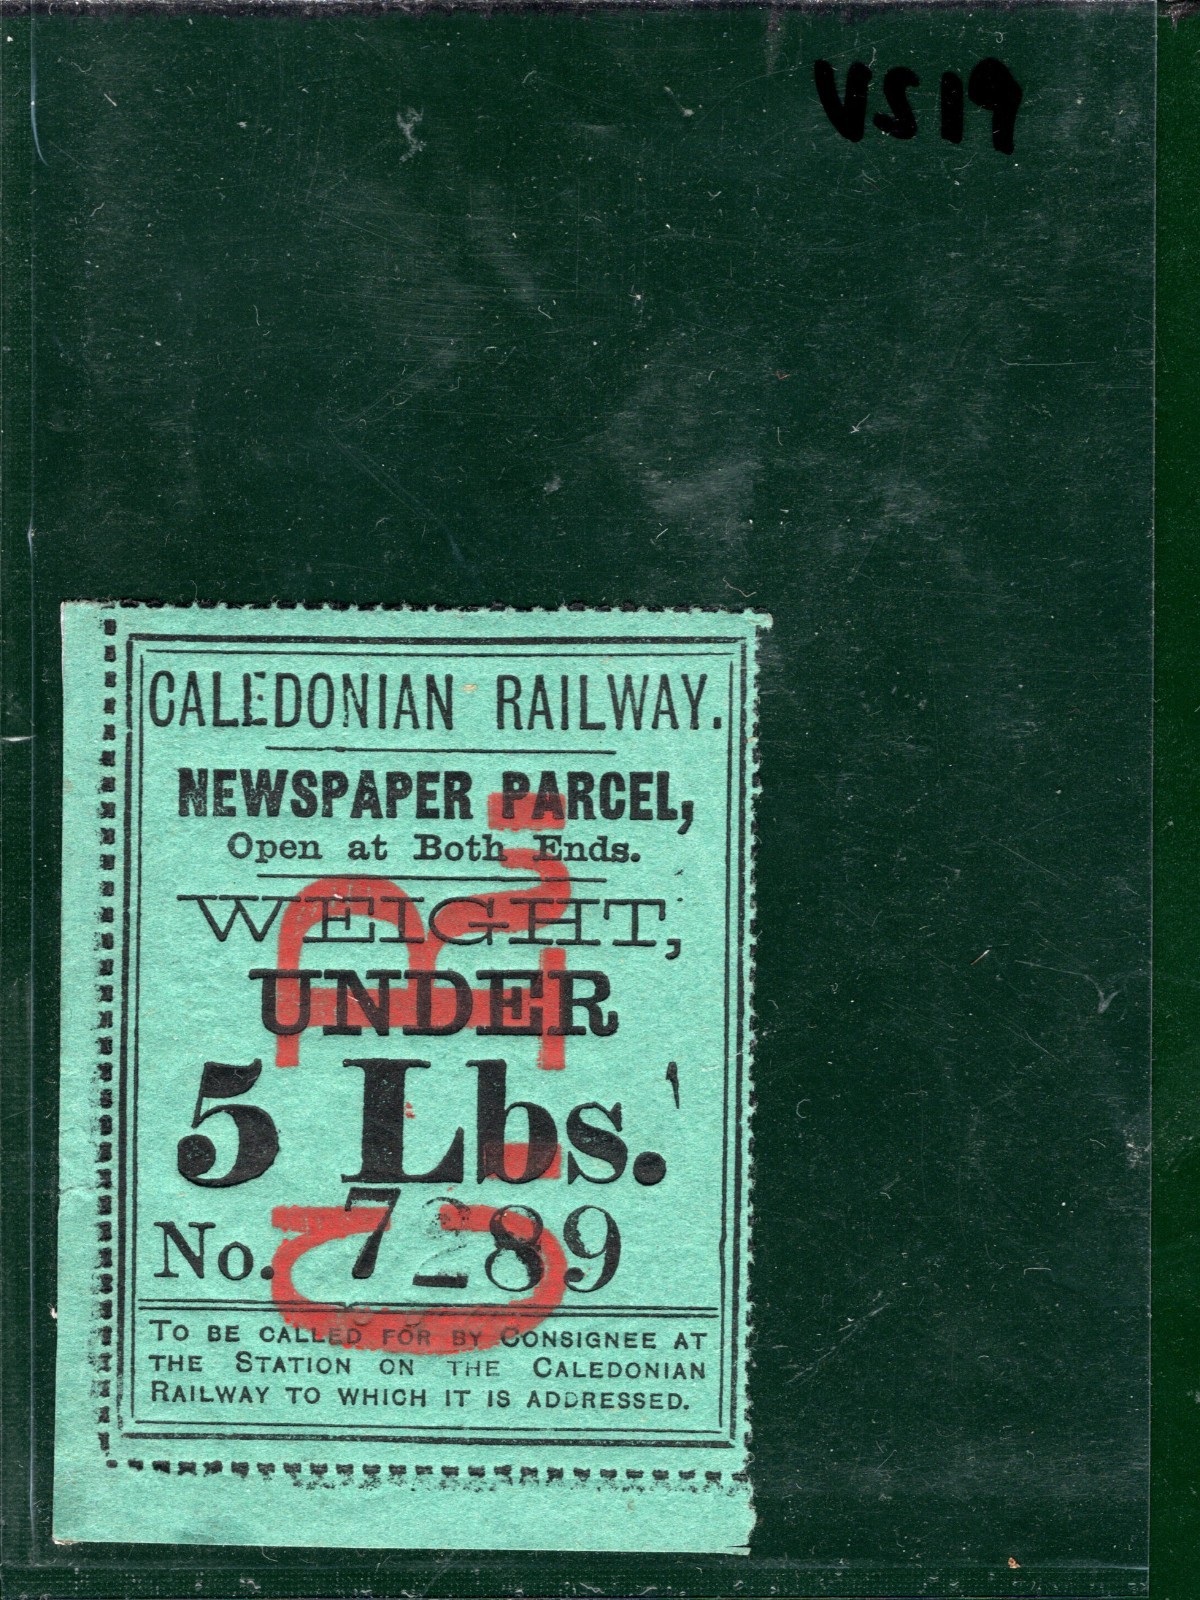 VS19
CALEDONIAN RAILWAY.
NEWSPAPER PARCEL,
Open at Both Ends.
WEIGHT,
UNDER
5 Lbs.
No. 7289
TO BE CALLED FOR BY CONSIGNEE AT
THE STATION ON THE CALEDONIAN
RAILWAY TO WHICH IT IS ADDRESSED.